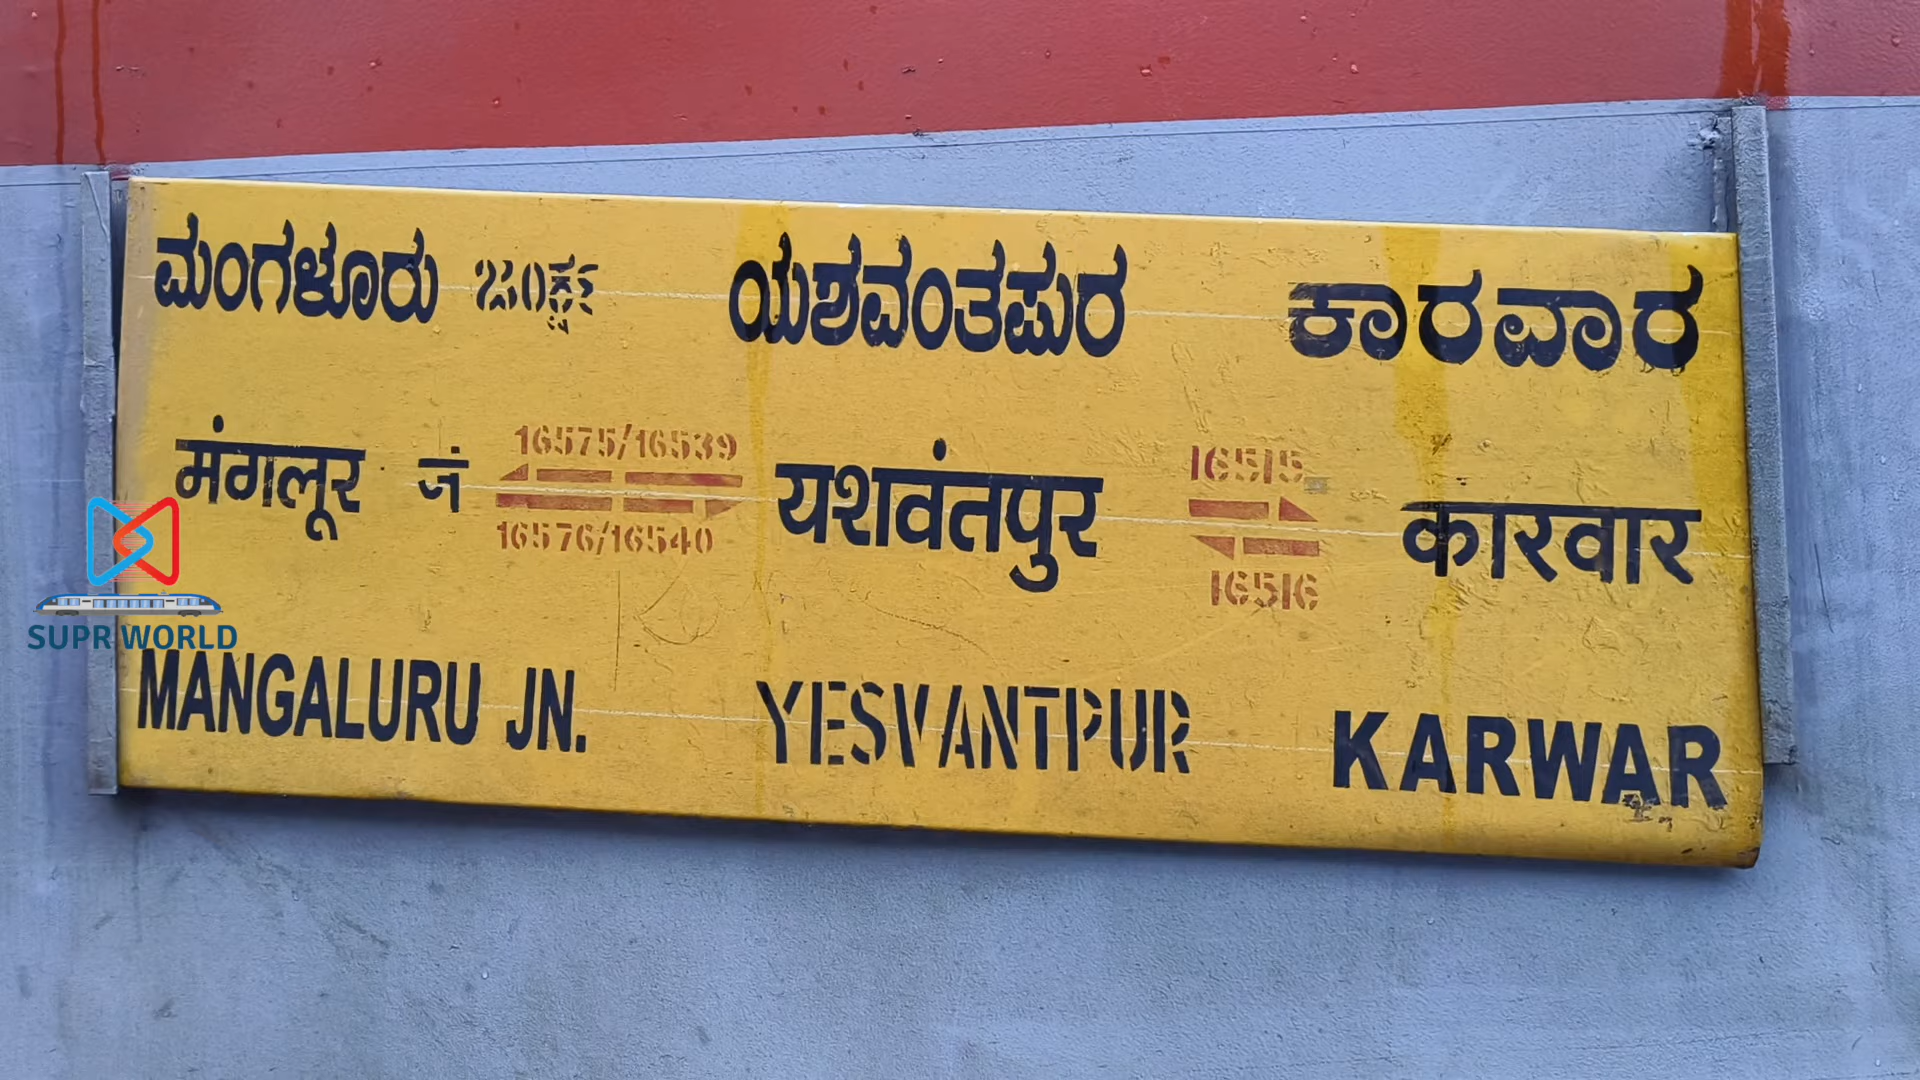 ಮಂಗಳೂರು ಜಂಕ್ಷನ್ ಯಶವಂತಪುರ ಕಾರವಾರ
16575/16539 16515
मंगलूर जं यशवंतपुर कारवार
16576/16540 16516
SUPR WORLD
MANGALURU JN. YESVANTPUR KARWAR